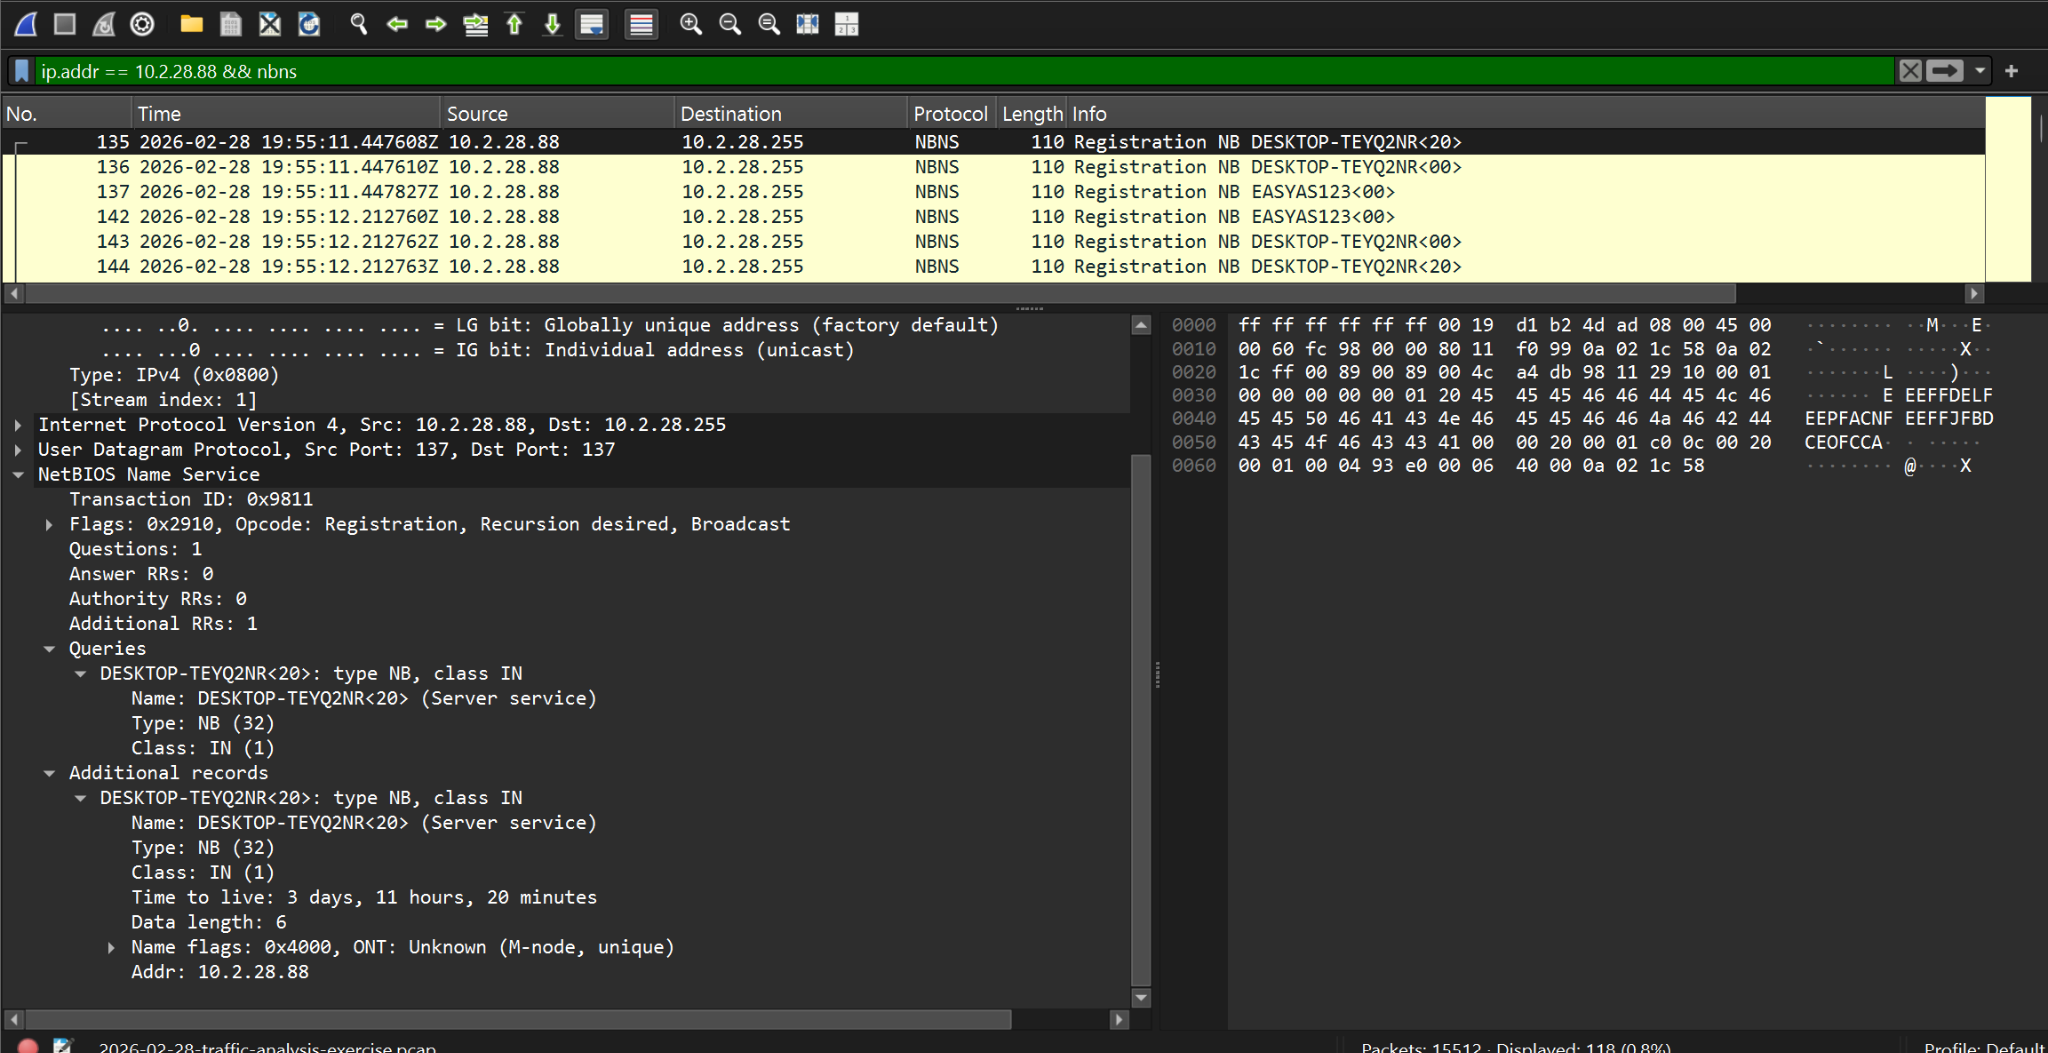 ip.addr == 10.2.28.88 && nbns
No. Time Source Destination Protocol Length Info
135 2026-02-28 19:55:11.447608Z 10.2.28.88 10.2.28.255 NBNS 110 Registration NB DESKTOP-TEYQ2NR<20>
136 2026-02-28 19:55:11.447610Z 10.2.28.88 10.2.28.255 NBNS 110 Registration NB DESKTOP-TEYQ2NR<00>
137 2026-02-28 19:55:11.447827Z 10.2.28.88 10.2.28.255 NBNS 110 Registration NB EASYAS123<00>
142 2026-02-28 19:55:12.212760Z 10.2.28.88 10.2.28.255 NBNS 110 Registration NB EASYAS123<00>
143 2026-02-28 19:55:12.212762Z 10.2.28.88 10.2.28.255 NBNS 110 Registration NB DESKTOP-TEYQ2NR<00>
144 2026-02-28 19:55:12.212763Z 10.2.28.88 10.2.28.255 NBNS 110 Registration NB DESKTOP-TEYQ2NR<20>
.... ..0. .... .... .... .... = LG bit: Globally unique address (factory default)
.... ...0 .... .... .... .... = IG bit: Individual address (unicast)
Type: IPv4 (0x0800)
[Stream index: 1]
Internet Protocol Version 4, Src: 10.2.28.88, Dst: 10.2.28.255
User Datagram Protocol, Src Port: 137, Dst Port: 137
NetBIOS Name Service
Transaction ID: 0x9811
Flags: 0x2910, Opcode: Registration, Recursion desired, Broadcast
Questions: 1
Answer RRs: 0
Authority RRs: 0
Additional RRs: 1
Queries
DESKTOP-TEYQ2NR<20>: type NB, class IN
Name: DESKTOP-TEYQ2NR<20> (Server service)
Type: NB (32)
Class: IN (1)
Additional records
DESKTOP-TEYQ2NR<20>: type NB, class IN
Name: DESKTOP-TEYQ2NR<20> (Server service)
Type: NB (32)
Class: IN (1)
Time to live: 3 days, 11 hours, 20 minutes
Data length: 6
Name flags: 0x4000, ONT: Unknown (M-node, unique)
Addr: 10.2.28.88
0000 ff ff ff ff ff ff 00 19 d1 b2 4d ad 08 00 45 00 ········ ··M···E·
0010 00 60 fc 98 00 00 80 11 f0 99 0a 02 1c 58 0a 02 ·`······ ·····X··
0020 1c ff 00 89 00 89 00 4c a4 db 98 11 29 10 00 01 ·······L ····)···
0030 00 00 00 00 00 01 20 45 45 45 46 46 44 45 4c 46 ······ E EEFFDELF
0040 45 45 50 46 41 43 4e 46 45 45 46 46 4a 46 42 44 EEPFACNF EEFFJFBD
0050 43 45 4f 46 43 43 41 00 00 20 00 01 c0 0c 00 20 CEOFCCA· · ·····
0060 00 01 00 04 93 e0 00 06 40 00 0a 02 1c 58 ········ @····X
2026-02-28-traffic-analysis-exercise.pcap
Packets: 15512 · Displayed: 118 (0.8%)
Profile: Default